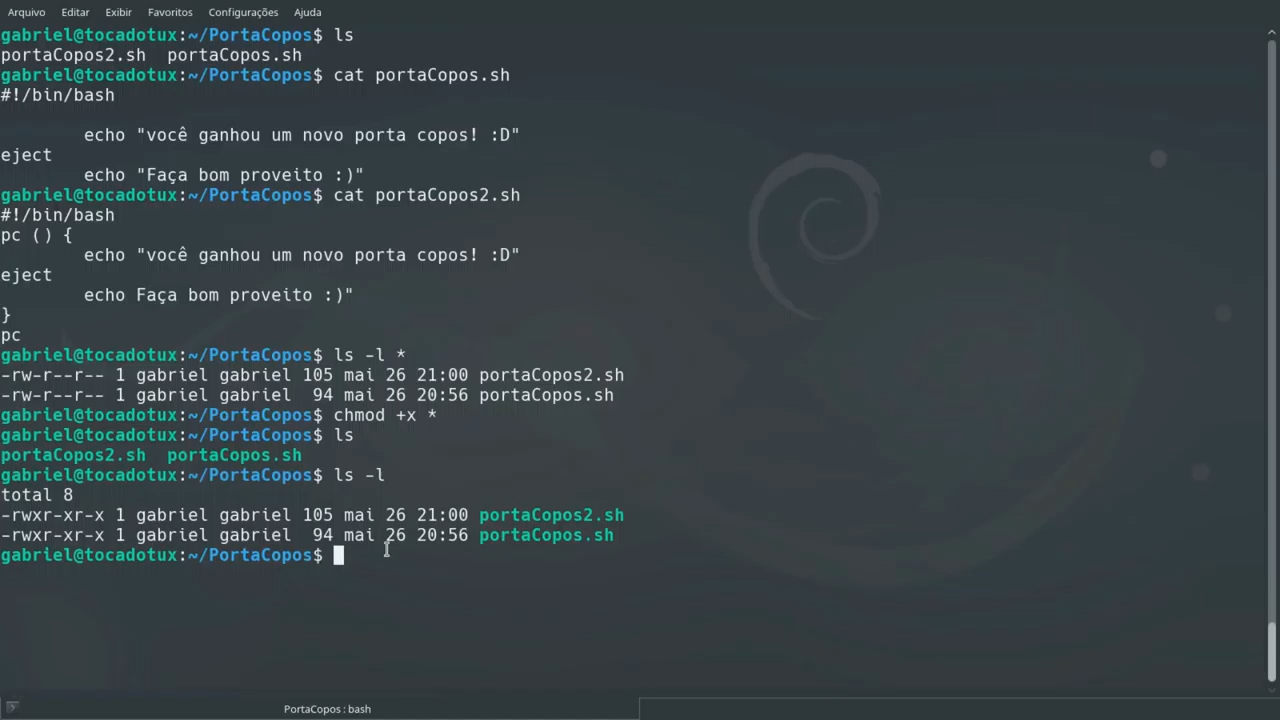 Arquivo Editar Exibir Favoritos Configurações Ajuda
gabriel@tocadotux:~/PortaCopos$ ls
portaCopos2.sh  portaCopos.sh
gabriel@tocadotux:~/PortaCopos$ cat portaCopos.sh
#!/bin/bash
        echo "você ganhou um novo porta copos! :D"
eject
        echo "Faça bom proveito :)"
gabriel@tocadotux:~/PortaCopos$ cat portaCopos2.sh
#!/bin/bash
pc () {
        echo "você ganhou um novo porta copos! :D"
eject
        echo Faça bom proveito :)"
}
pc
gabriel@tocadotux:~/PortaCopos$ ls -l *
-rw-r--r-- 1 gabriel gabriel 105 mai 26 21:00 portaCopos2.sh
-rw-r--r-- 1 gabriel gabriel  94 mai 26 20:56 portaCopos.sh
gabriel@tocadotux:~/PortaCopos$ chmod +x *
gabriel@tocadotux:~/PortaCopos$ ls
portaCopos2.sh  portaCopos.sh
gabriel@tocadotux:~/PortaCopos$ ls -l
total 8
-rwxr-xr-x 1 gabriel gabriel 105 mai 26 21:00 portaCopos2.sh
-rwxr-xr-x 1 gabriel gabriel  94 mai 26 20:56 portaCopos.sh
gabriel@tocadotux:~/PortaCopos$
PortaCopos : bash